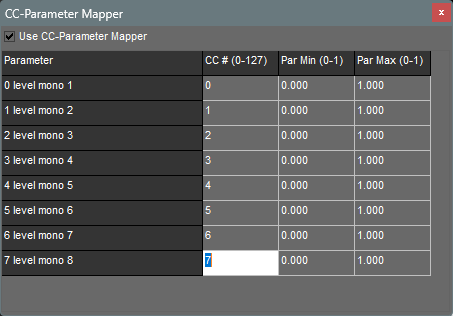 CC-Parameter Mapper
Use CC-Parameter Mapper
Parameter CC # (0-127) Par Min (0-1) Par Max (0-1)
0 level mono 1 0 0.000 1.000
1 level mono 2 1 0.000 1.000
2 level mono 3 2 0.000 1.000
3 level mono 4 3 0.000 1.000
4 level mono 5 4 0.000 1.000
5 level mono 6 5 0.000 1.000
6 level mono 7 6 0.000 1.000
7 level mono 8 7 0.000 1.000